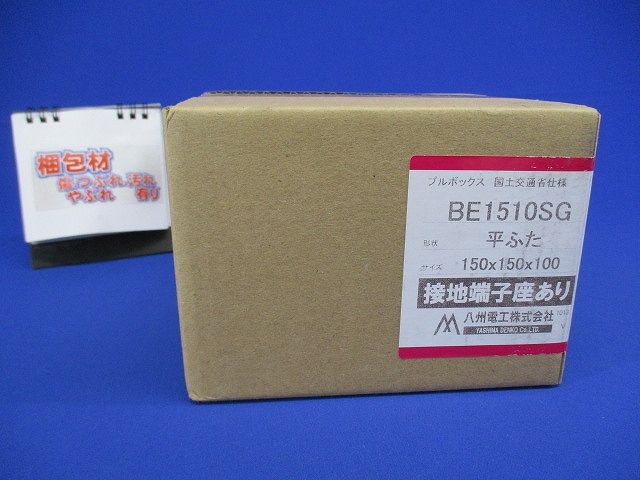 梱包材
傷,つぶれ,汚れ
やぶれ 有り
プルボックス 国土交通省仕様
BE1510SG
形状 平ふた
サイズ 150x150x100
接地端子座あり
八州電工株式会社
YASHIMA DENKO Co.LTD.